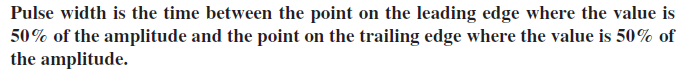 Pulse width is the time between the point on the leading edge where the value is
50% of the amplitude and the point on the trailing edge where the value is 50% of
the amplitude.